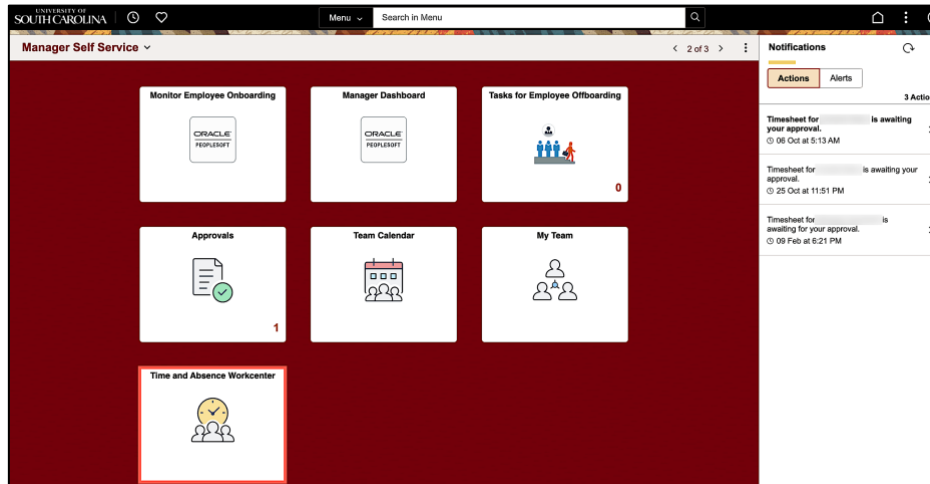 UNIVERSITY OF
SOUTH CAROLINA
Menu
Search in Menu
Manager Self Service
2 of 3
Notifications
Actions
Alerts
3 Actio
Monitor Employee Onboarding
ORACLE
PEOPLESOFT
Manager Dashboard
ORACLE
PEOPLESOFT
Tasks for Employee Offboarding
0
Approvals
1
Team Calendar
My Team
Time and Absence Workcenter
Timesheet for is awaiting
your approval.
06 Oct at 5:13 AM
Timesheet for is awaiting your
approval.
25 Oct at 11:51 PM
Timesheet for is
awaiting for your approval.
09 Feb at 6:21 PM